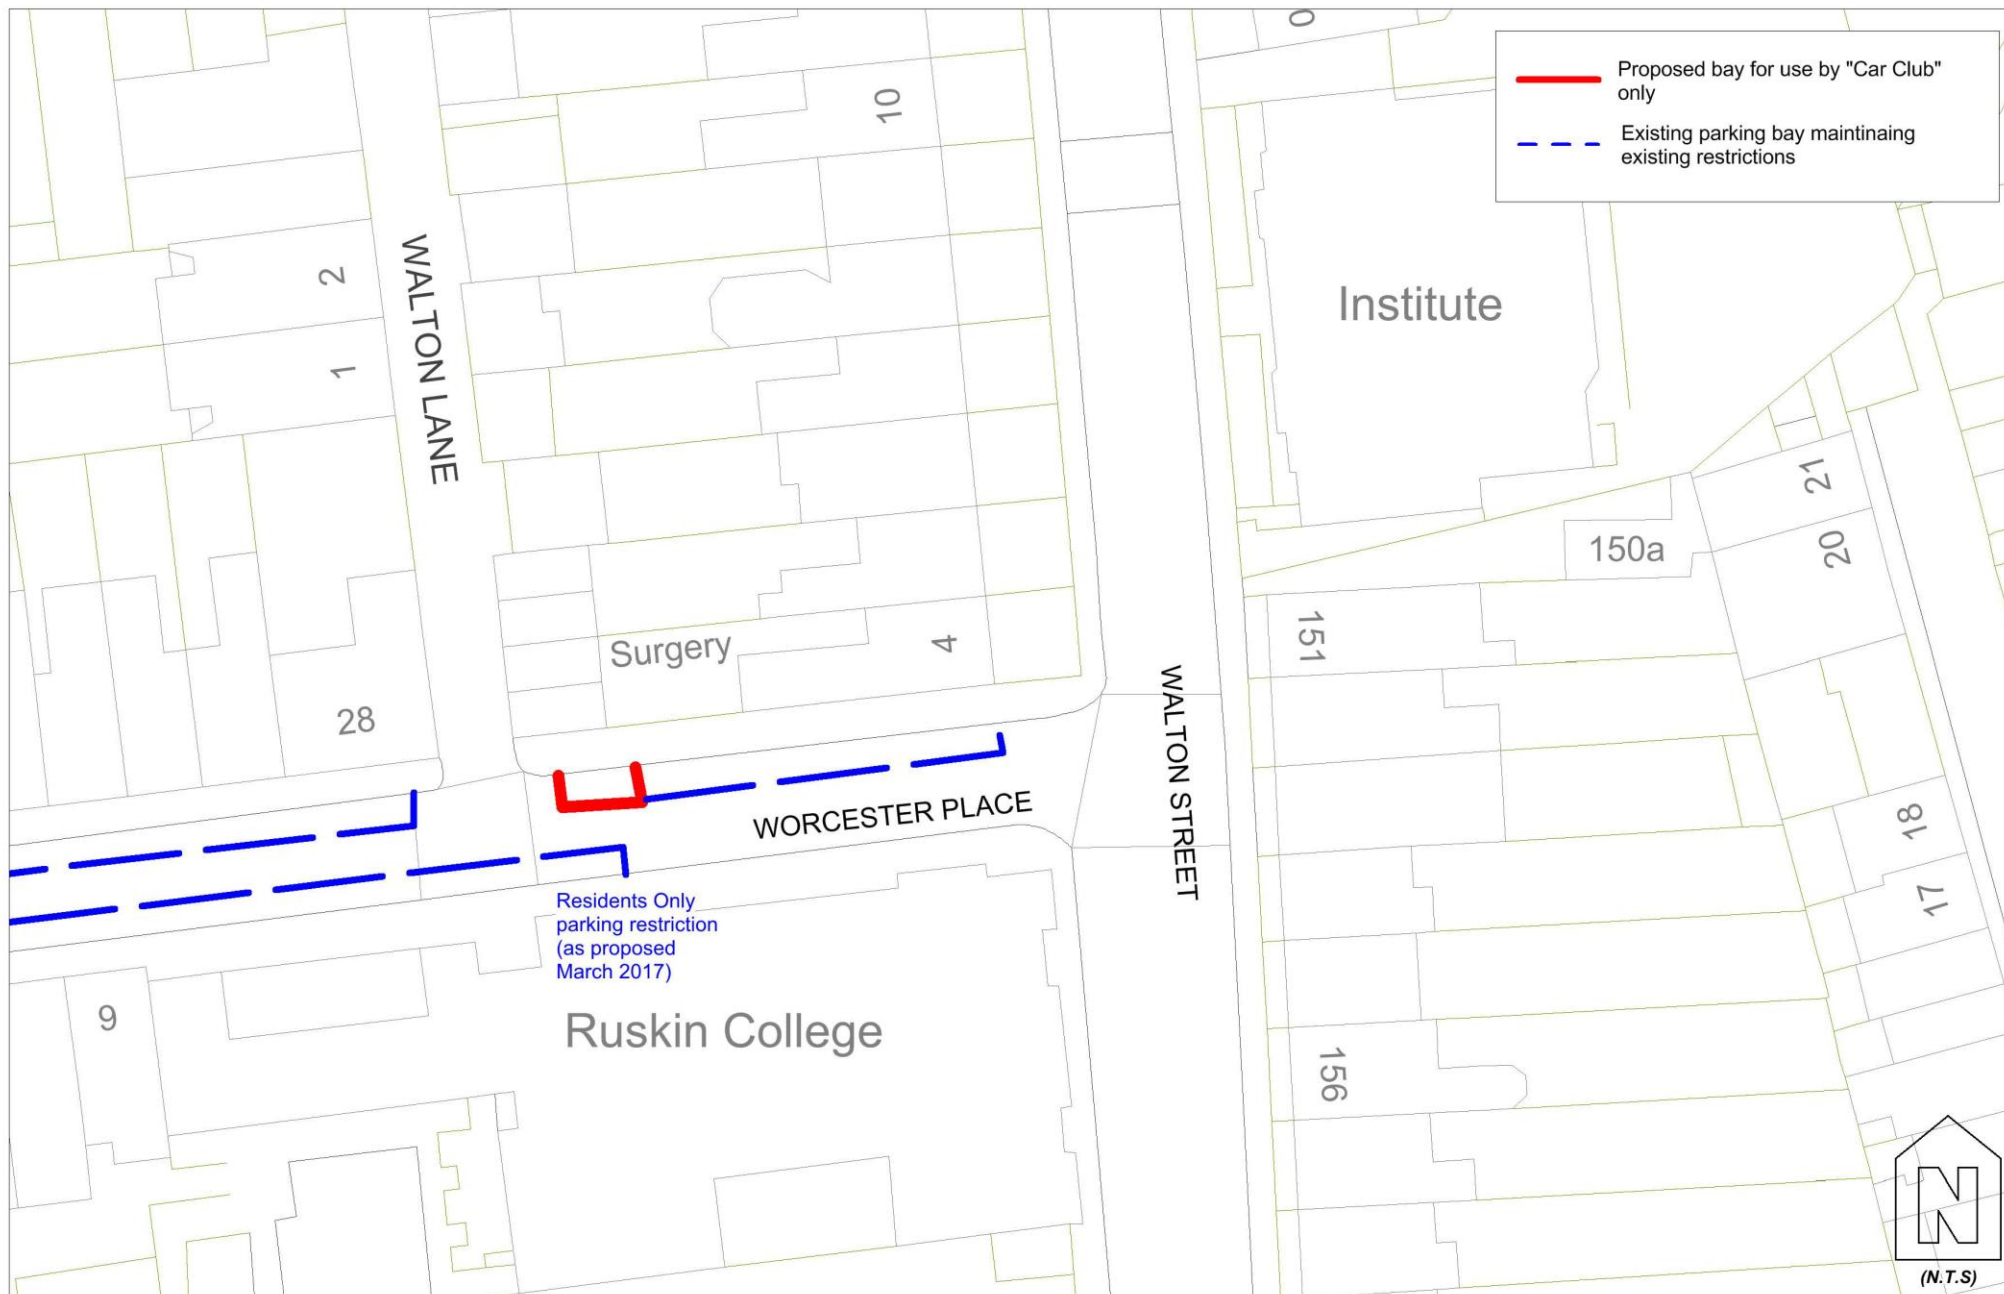 0
Proposed bay for use by "Car Club"
only
Existing parking bay maintinaing
existing restrictions
10
2
WALTON LANE
Institute
1
21
20
150a
151
Surgery
4
WALTON STREET
28
WORCESTER PLACE
18
17
Residents Only
parking restriction
(as proposed
March 2017)
9
Ruskin College
156
N
(N.T.S)